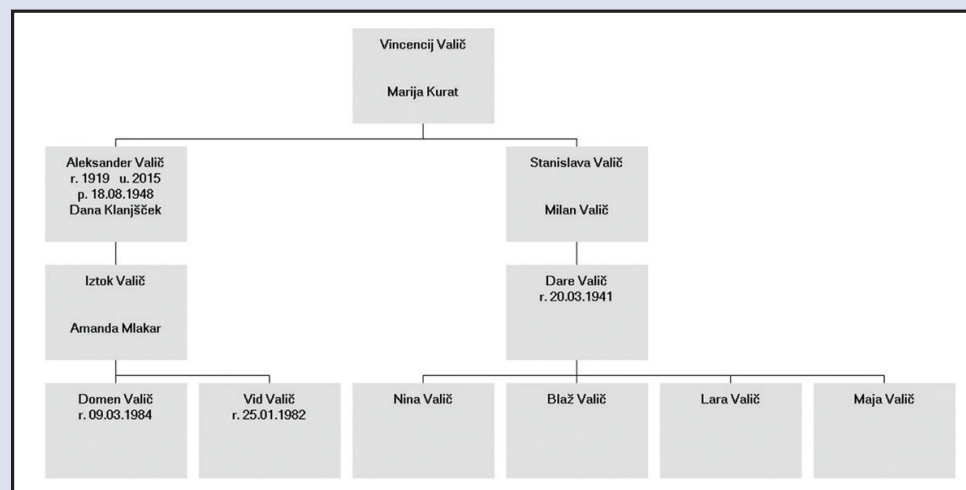 Vincencij Valič
Marija Kurat
Aleksander Valič
r. 1919 u. 2015
p. 18.08.1948
Dana Klanjšček
Stanislava Valič
Milan Valič
Iztok Valič
Amanda Mlakar
Dare Valič
r. 20.03.1941
Domen Valič
r. 09.03.1984
Vid Valič
r. 25.01.1982
Nina Valič
Blaž Valič
Lara Valič
Maja Valič